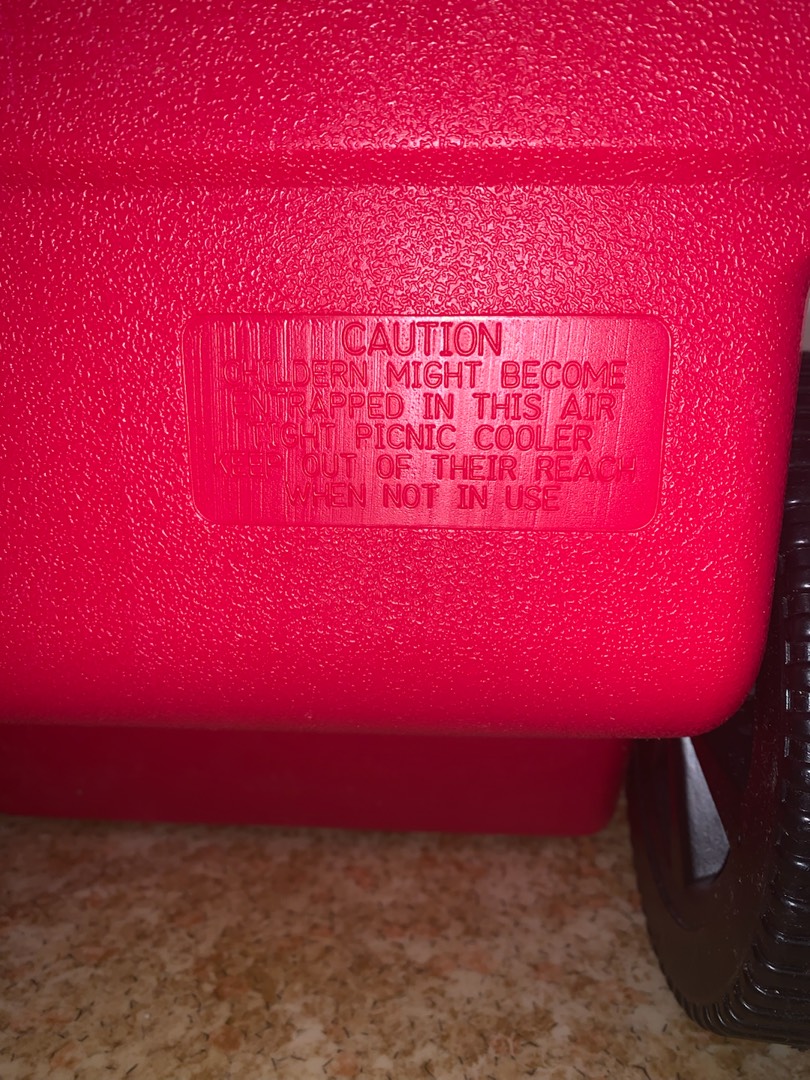 CAUTION
CHILDERN MIGHT BECOME
ENTRAPPED IN THIS AIR
TIGHT PICNIC COOLER
KEEP OUT OF THEIR REACH
WHEN NOT IN USE